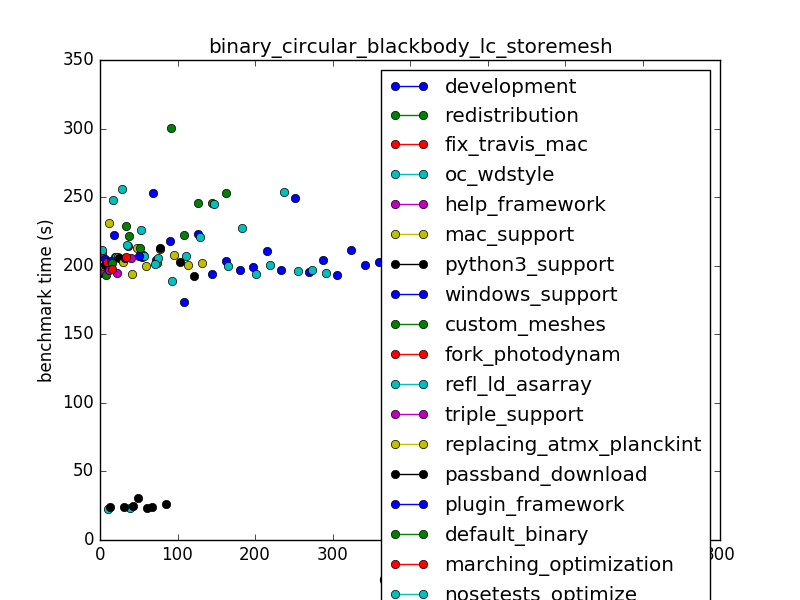 binary_circular_blackbody_lc_storemesh
350
300
250
200
150
100
50
0
benchmark time (s)
0 100 200 300 800
development
redistribution
fix_travis_mac
oc_wdstyle
help_framework
mac_support
python3_support
windows_support
custom_meshes
fork_photodynam
refl_ld_asarray
triple_support
replacing_atmx_planckint
passband_download
plugin_framework
default_binary
marching_optimization
nosetests_optimize